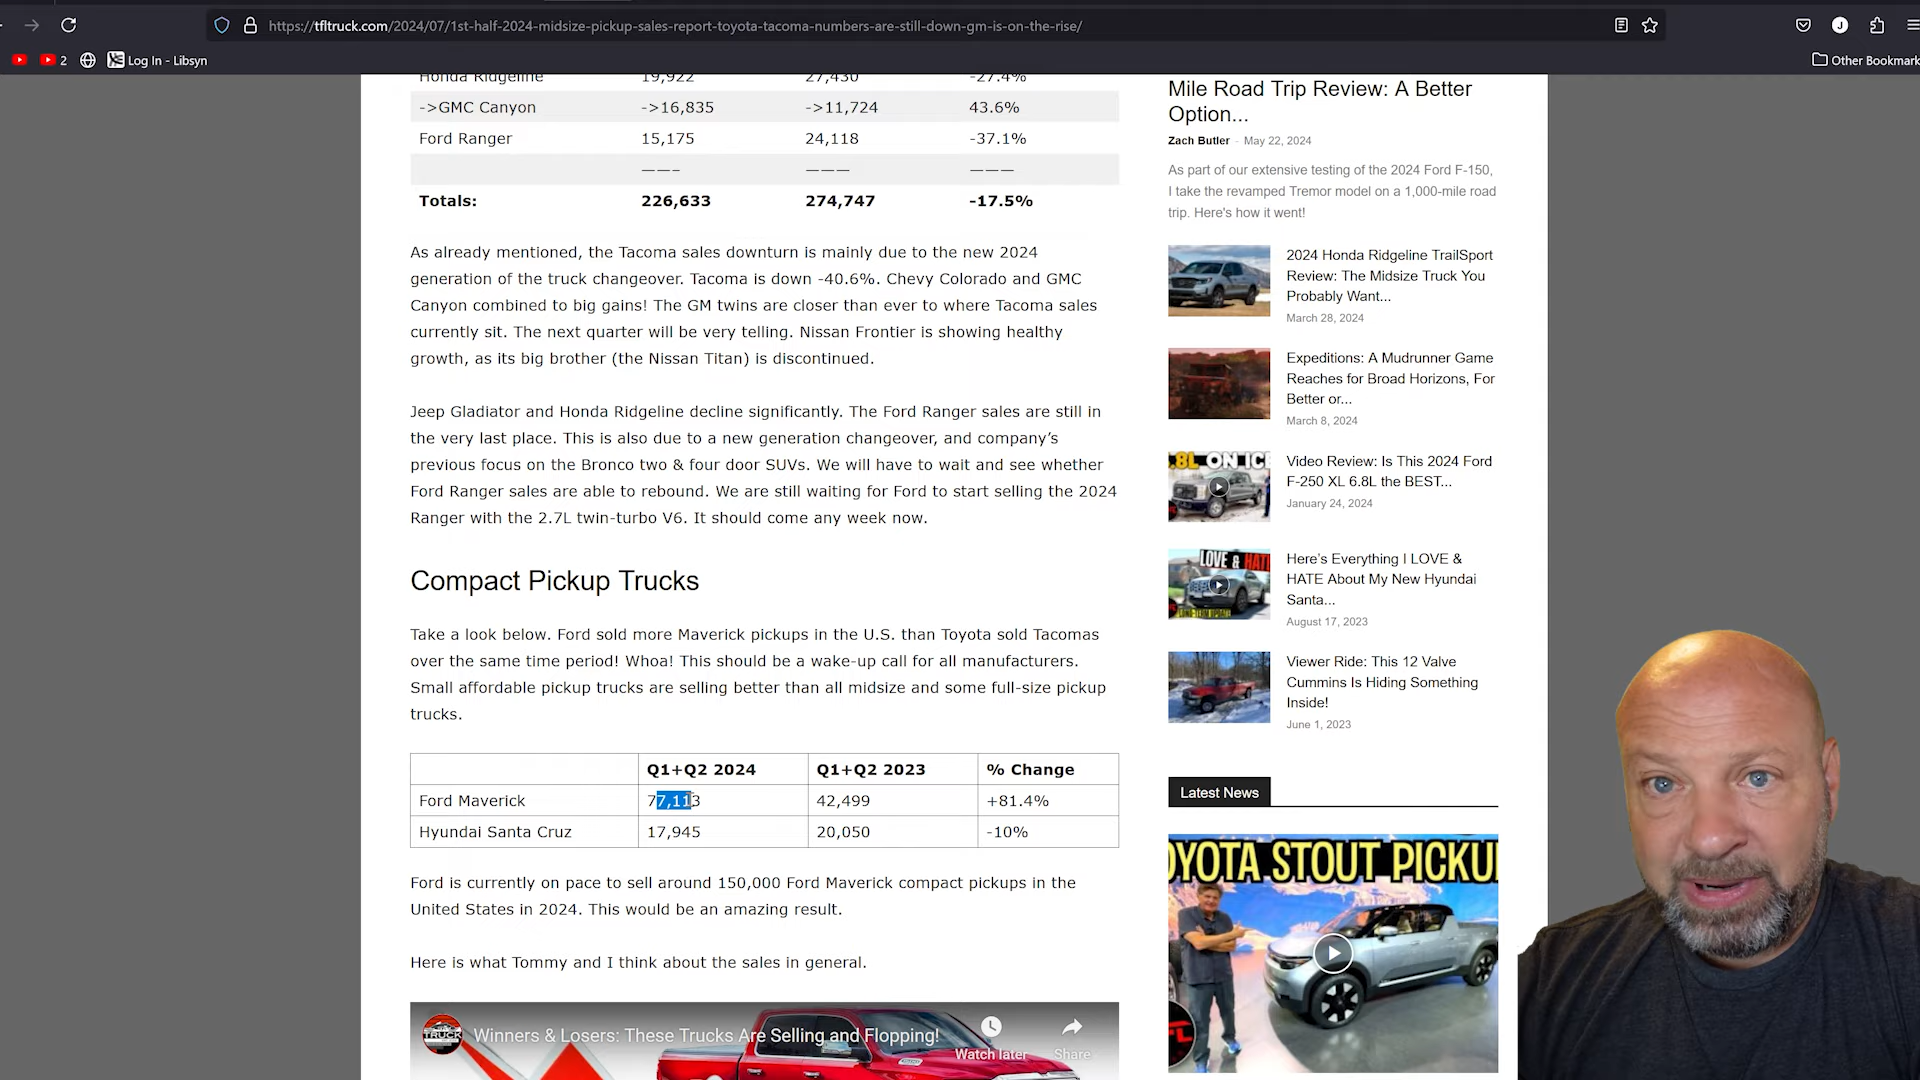 https://tfltruck.com/2024/07/1st-half-2024-midsize-pickup-sales-report-toyota-tacoma-numbers-are-still-down-gm-is-on-the-rise/
J
2
Log In - Libsyn
Other Bookmark
Honda Ridgeline 19,922 27,430 -27.4%
->GMC Canyon ->16,835 ->11,724 43.6%
Ford Ranger 15,175 24,118 -37.1%
——– ——— ———
Totals: 226,633 274,747 -17.5%
As already mentioned, the Tacoma sales downturn is mainly due to the new 2024
generation of the truck changeover. Tacoma is down -40.6%. Chevy Colorado and GMC
Canyon combined to big gains! The GM twins are closer than ever to where Tacoma sales
currently sit. The next quarter will be very telling. Nissan Frontier is showing healthy
growth, as its big brother (the Nissan Titan) is discontinued.
Jeep Gladiator and Honda Ridgeline decline significantly. The Ford Ranger sales are still in
the very last place. This is also due to a new generation changeover, and company's
previous focus on the Bronco two & four door SUVs. We will have to wait and see whether
Ford Ranger sales are able to rebound. We are still waiting for Ford to start selling the 2024
Ranger with the 2.7L twin-turbo V6. It should come any week now.
Compact Pickup Trucks
Take a look below. Ford sold more Maverick pickups in the U.S. than Toyota sold Tacomas
over the same time period! Whoa! This should be a wake-up call for all manufacturers.
Small affordable pickup trucks are selling better than all midsize and some full-size pickup
trucks.
Q1+Q2 2024 Q1+Q2 2023 % Change
Ford Maverick 77,113 42,499 +81.4%
Hyundai Santa Cruz 17,945 20,050 -10%
Ford is currently on pace to sell around 150,000 Ford Maverick compact pickups in the
United States in 2024. This would be an amazing result.
Here is what Tommy and I think about the sales in general.
TRUCK
Winners & Losers: These Trucks Are Selling and Flopping!
Watch later
Share
Mile Road Trip Review: A Better
Option...
Zach Butler - May 22, 2024
As part of our extensive testing of the 2024 Ford F-150,
I take the revamped Tremor model on a 1,000-mile road
trip. Here's how it went!
2024 Honda Ridgeline TrailSport
Review: The Midsize Truck You
Probably Want...
March 28, 2024
Expeditions: A Mudrunner Game
Reaches for Broad Horizons, For
Better or...
March 8, 2024
.8L ON ICE
Video Review: Is This 2024 Ford
F-250 XL 6.8L the BEST...
January 24, 2024
LOVE & HATE
LONG-TERM UPDATE
Here's Everything I LOVE &
HATE About My New Hyundai
Santa...
August 17, 2023
Viewer Ride: This 12 Valve
Cummins Is Hiding Something
Inside!
June 1, 2023
Latest News
OYOTA STOUT PICKU